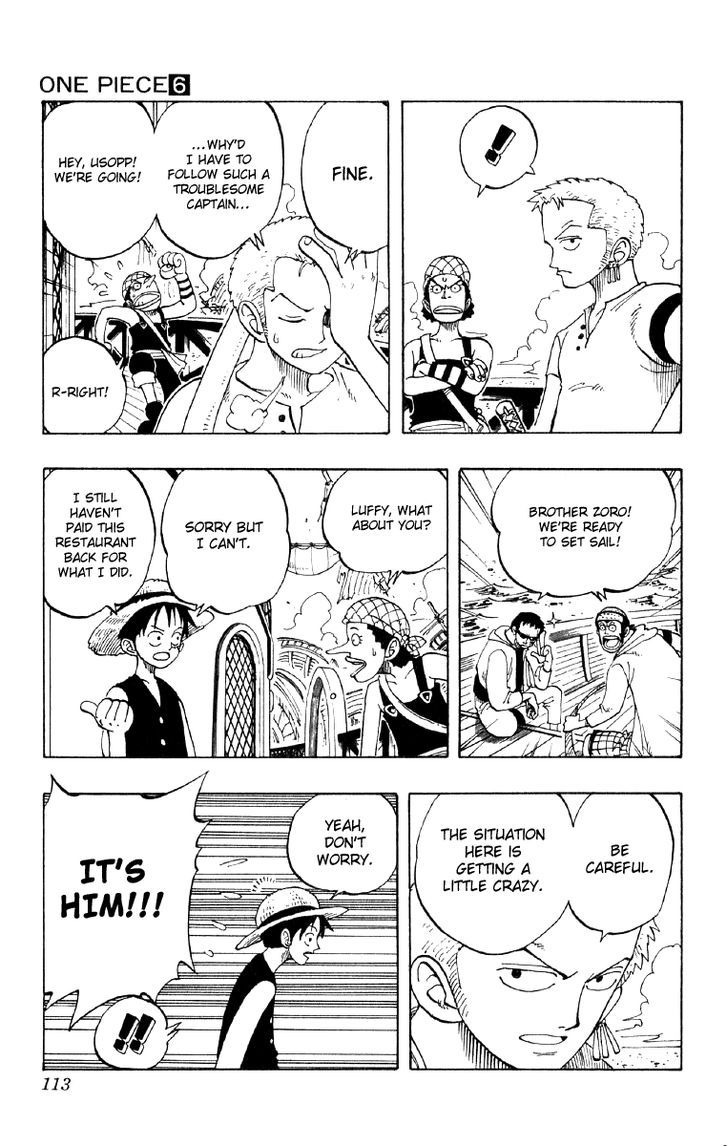 ONE PIECE 6
!!
FINE.
...WHY'D
I HAVE TO
FOLLOW SUCH A
TROUBLESOME
CAPTAIN...
HEY, USOPP!
WE'RE GOING!
R-RIGHT!
BROTHER ZORO!
WE'RE READY
TO SET SAIL!
LUFFY, WHAT
ABOUT YOU?
SORRY BUT
I CAN'T.
I STILL
HAVEN'T
PAID THIS
RESTAURANT
BACK FOR
WHAT I DID.
BE
CAREFUL.
THE SITUATION
HERE IS
GETTING A
LITTLE CRAZY.
YEAH,
DON'T
WORRY.
IT'S
HIM!!!
!!
113